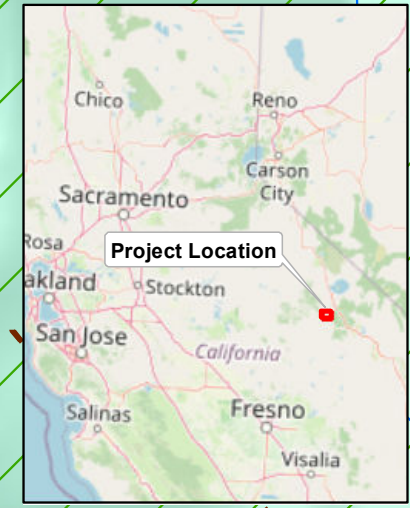 Chico
Reno
Carson
City
Sacramento
Rosa
Project Location
akland
Stockton
San Jose
California
Salinas
Fresno
Visalia